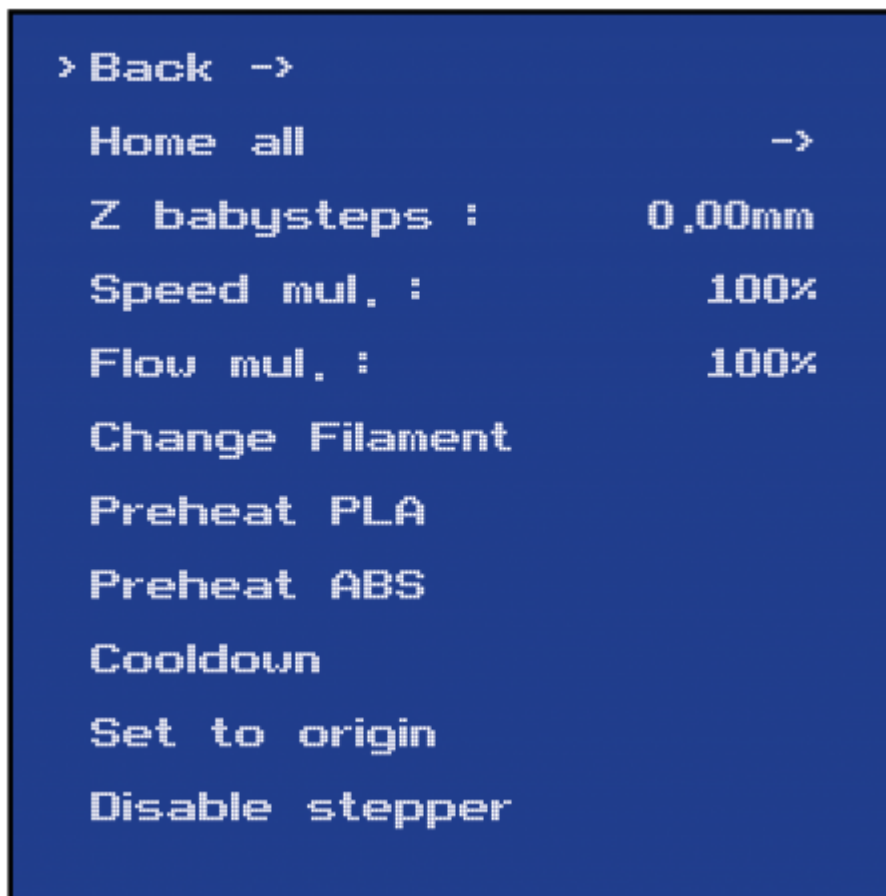 > Back ->
Home all ->
Z babysteps : 0.00mm
Speed mul. : 100%
Flow mul. : 100%
Change Filament
Preheat PLA
Preheat ABS
Cooldown
Set to origin
Disable stepper